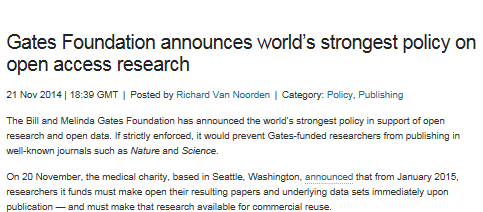 Gates Foundation announces world's strongest policy on
open access research
21 Nov 2014 | 18:39 GMT | Posted by Richard Van Noorden | Category: Policy, Publishing
The Bill and Melinda Gates Foundation has announced the world's strongest policy in support of open
research and open data. If strictly enforced, it would prevent Gates-funded researchers from publishing in
well-known journals such as Nature and Science.
On 20 November, the medical charity, based in Seattle, Washington, announced that from January 2015,
researchers it funds must make open their resulting papers and underlying data sets immediately upon
publication — and must make that research available for commercial reuse.